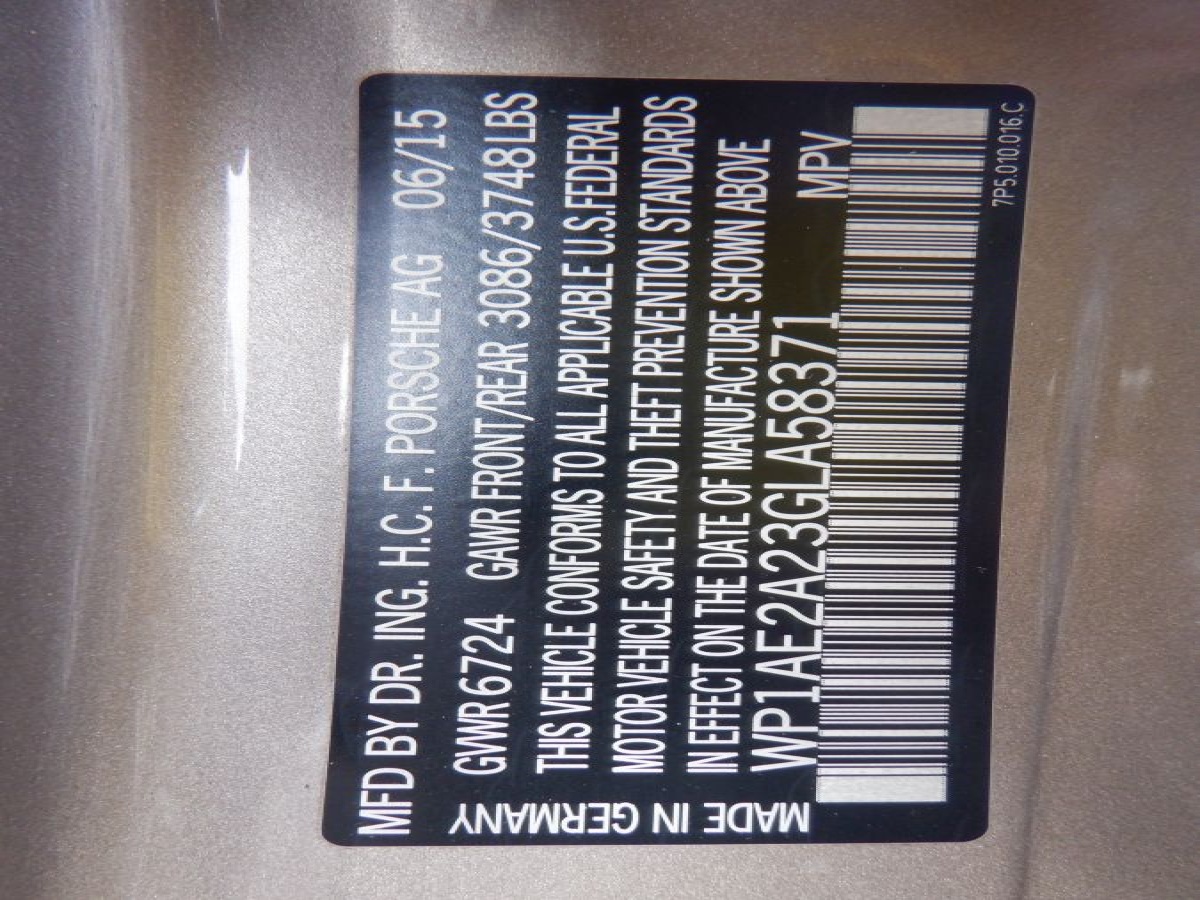 MFD BY DR. ING. H.C. F. PORSCHE AG 06/15
GVWR 6724 GAWR FRONT/REAR 3086/3748 LBS
THIS VEHICLE CONFORMS TO ALL APPLICABLE U.S. FEDERAL
MOTOR VEHICLE SAFETY AND THEFT PREVENTION STANDARDS
IN EFFECT ON THE DATE OF MANUFACTURE SHOWN ABOVE
WP1AE2A23GLA58371 MPV
7P5.010.016.C
MADE IN GERMANY